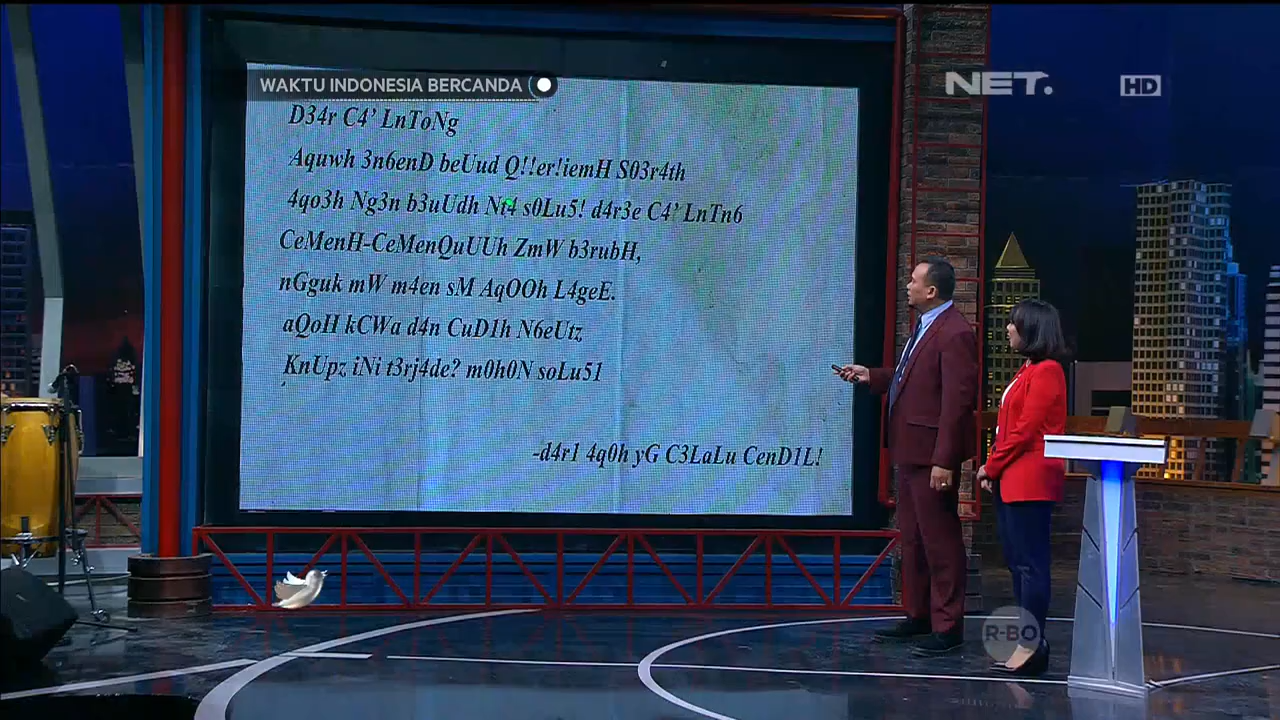 WAKTU INDONESIA BERCANDA
NET.
HD
D34r C4' LnToNg
Aquwh 3n6enD beUud Q!!er!iemH S03r4th
4qo3h Ng3n b3uUdh Nt4 s0Lu5! d4r3e C4' LnTn6
CeMenH-CeMenQuUUh ZmW b3rubH,
nGguk mW m4en sM AqOOh L4geE.
aQoH kCWa d4n CuD1h N6eUtz
KnUpz iNi t3rj4de? m0h0N soLu51
-d4r1 4q0h yG C3LaLu CenD1L!
R-BO